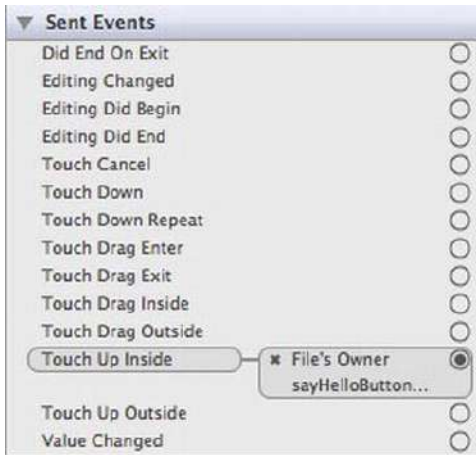 Sent Events
Did End On Exit
Editing Changed
Editing Did Begin
Editing Did End
Touch Cancel
Touch Down
Touch Down Repeat
Touch Drag Enter
Touch Drag Exit
Touch Drag Inside
Touch Drag Outside
Touch Up Inside File's Owner
sayHelloButton...
Touch Up Outside
Value Changed